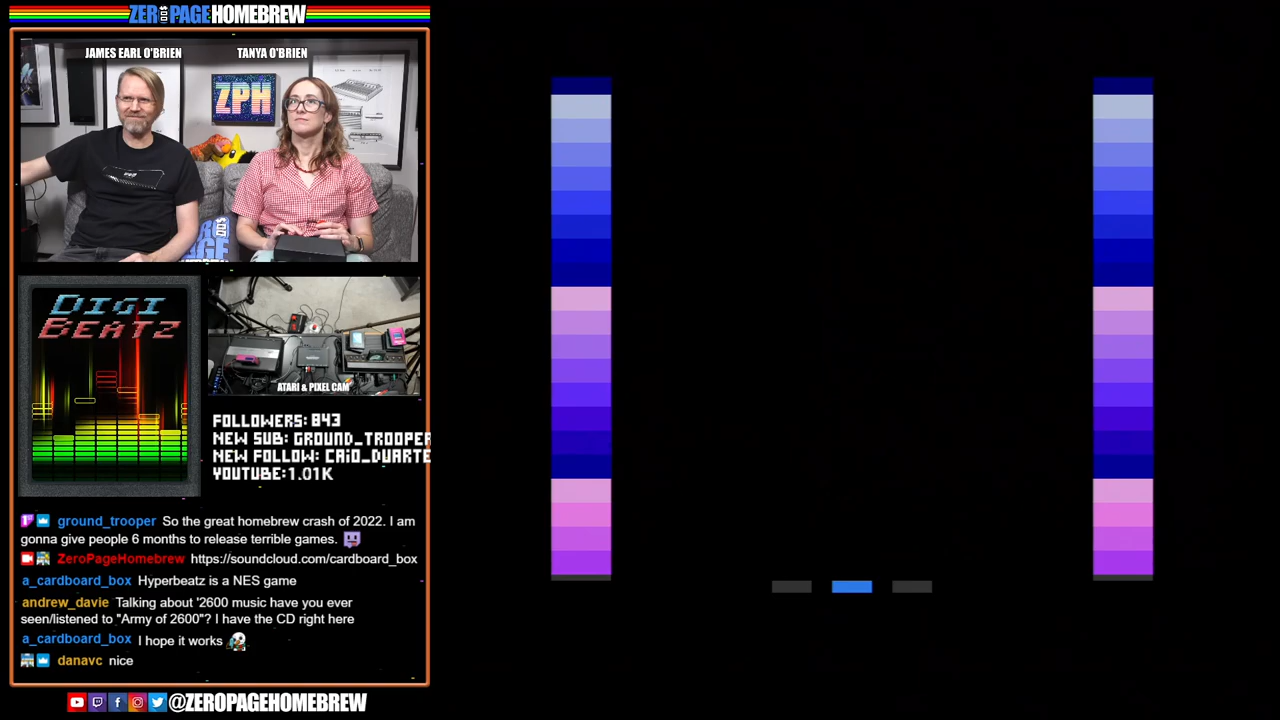 ZEROPAGEHOMEBREW
JAMES EARL O'BRIEN
TANYA O'BRIEN
ZPH
DIGI
BEATZ
ATARI & PIXEL CAM
FOLLOWERS: 843
NEW SUB: GROUND_TROOPER
NEW FOLLOW: CAIO_DUARTE
YOUTUBE:1.01K
ground_trooper So the great homebrew crash of 2022. I am
gonna give people 6 months to release terrible games.
ZeroPageHomebrew https://soundcloud.com/cardboard_box
a_cardboard_box Hyperbeatz is a NES game
andrew_davie Talking about '2600 music have you ever
seen/listened to "Army of 2600"? I have the CD right here
a_cardboard_box I hope it works
danavc nice
@ZEROPAGEHOMEBREW